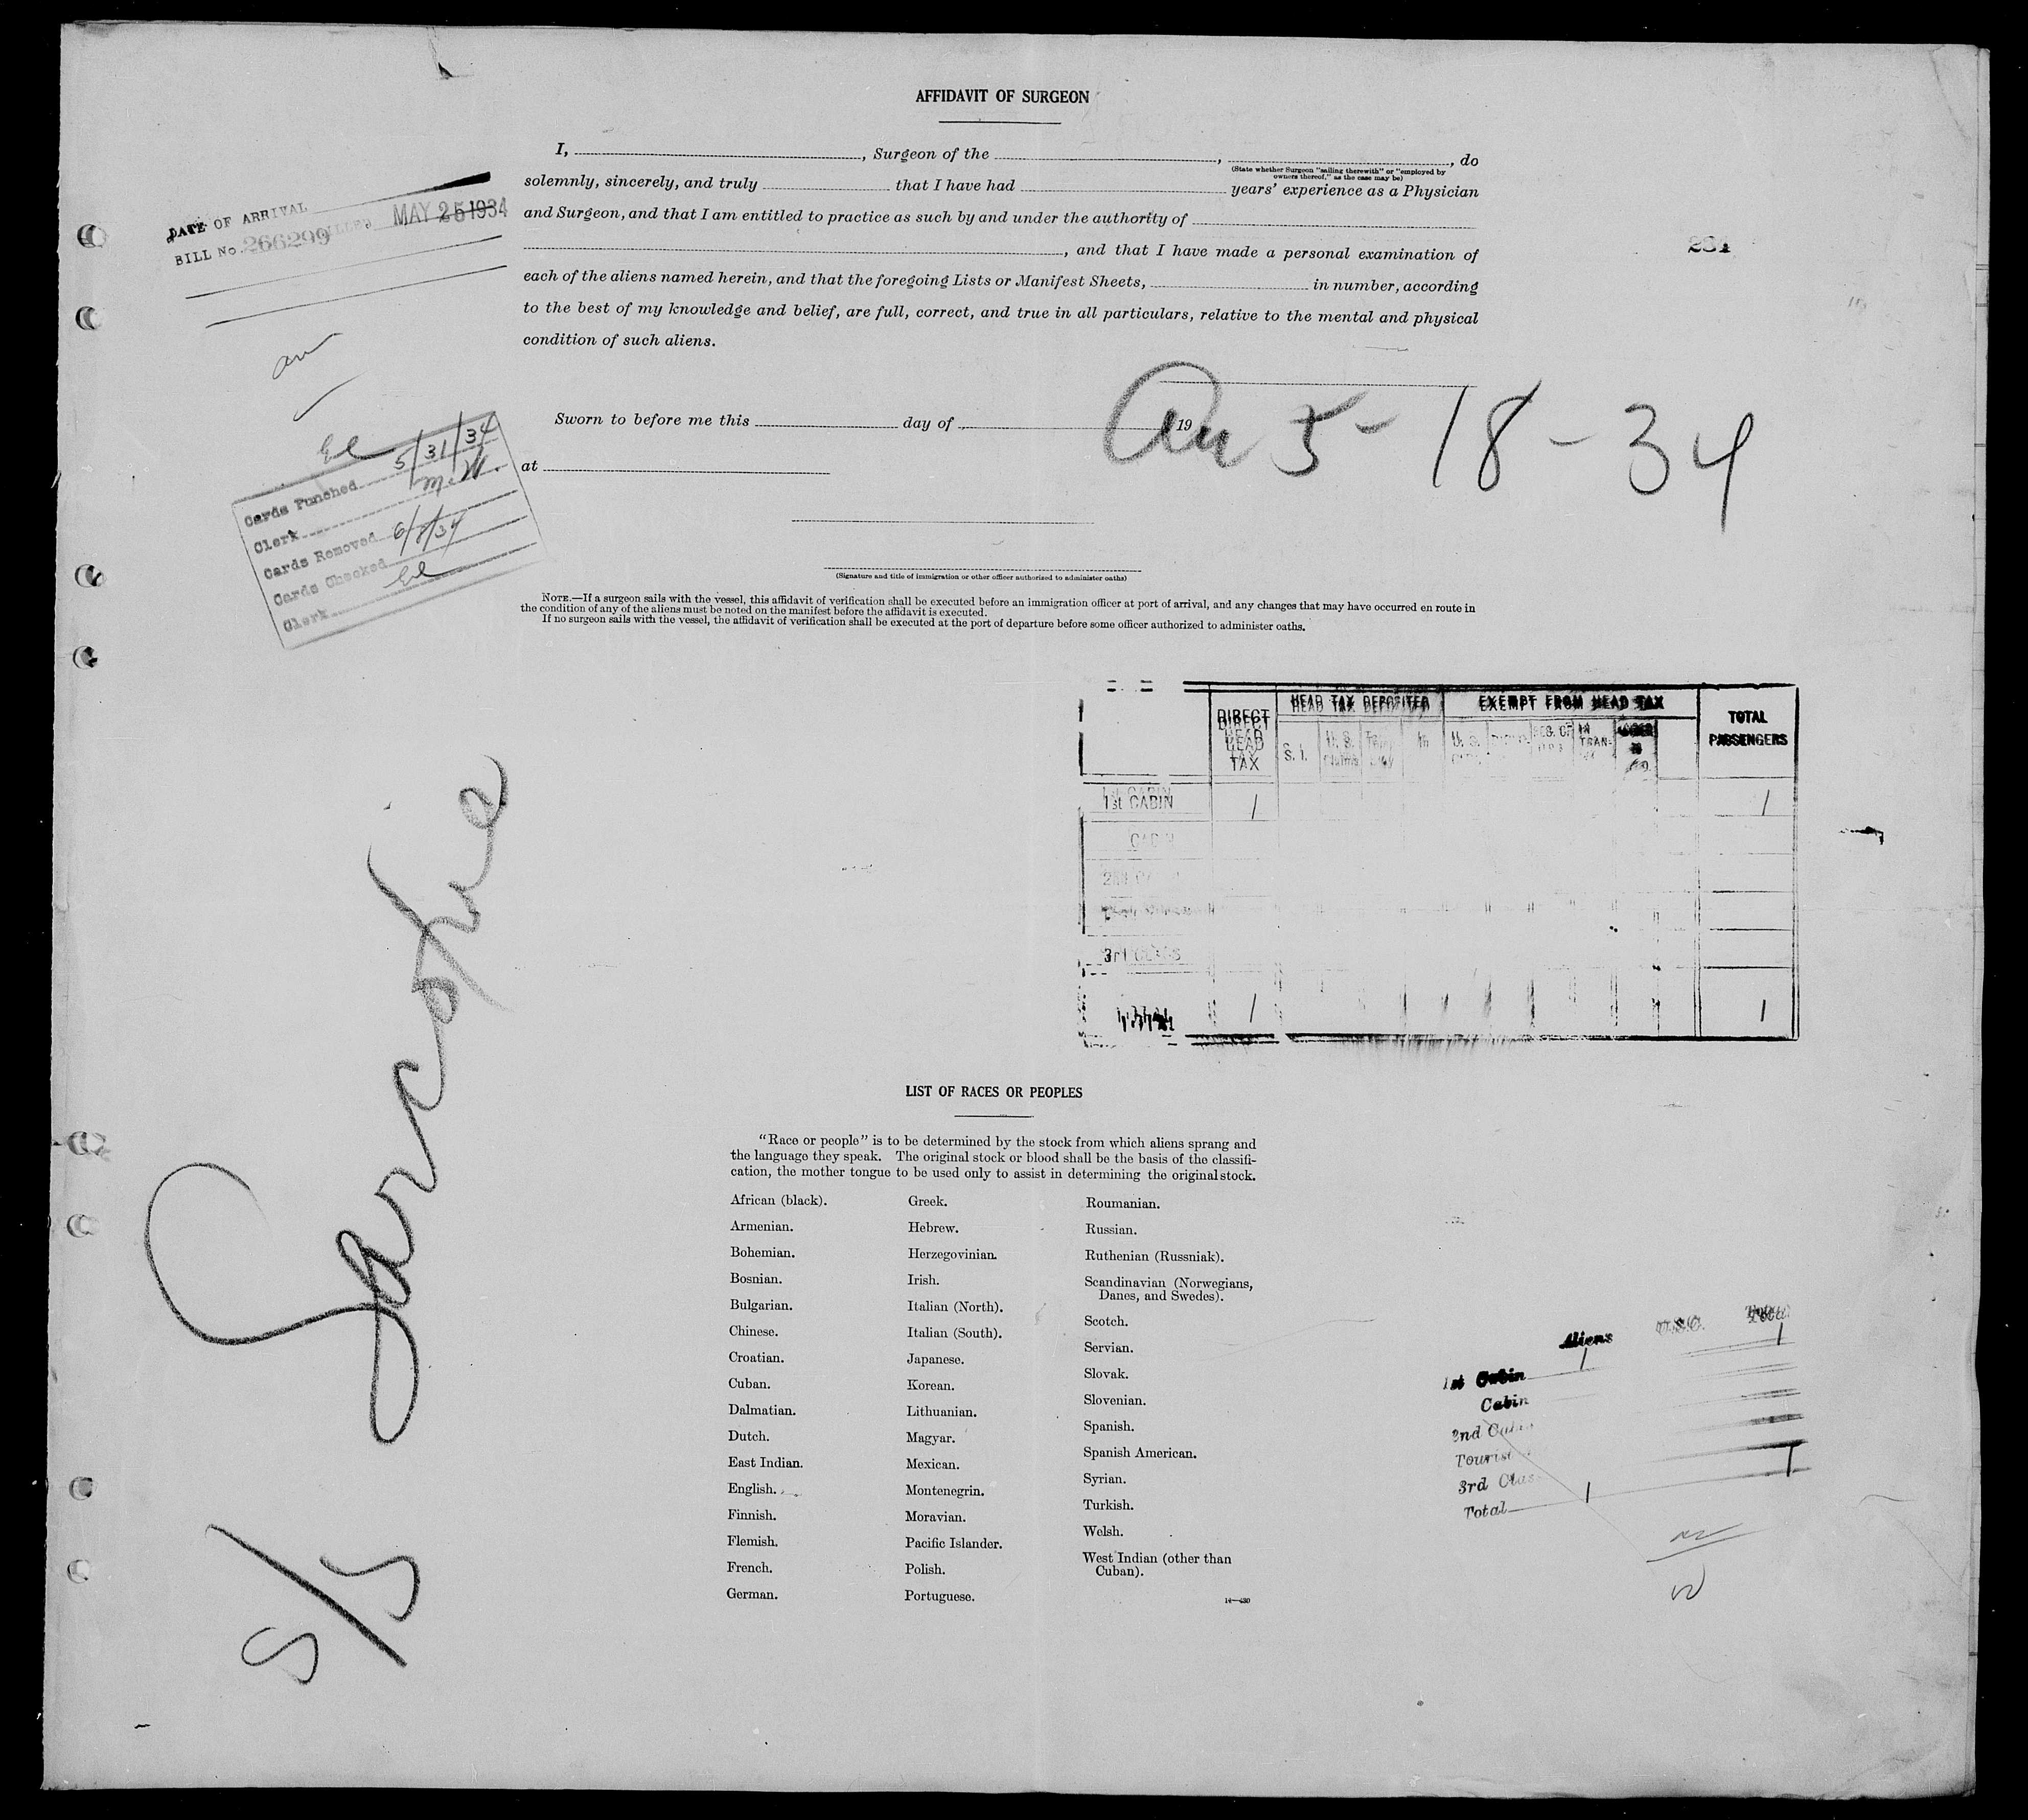 AFFIDAVIT OF SURGEON
I, , Surgeon of the , , do
(State whether Surgeon "sailing therewith" or "employed by
owners thereof," as the case may be)
solemnly, sincerely, and truly that I have had years' experience as a Physician
and Surgeon, and that I am entitled to practice as such by and under the authority of
, and that I have made a personal examination of
each of the aliens named herein, and that the foregoing Lists or Manifest Sheets, in number, according
to the best of my knowledge and belief, are full, correct, and true in all particulars, relative to the mental and physical
condition of such aliens.
DATE OF ARRIVAL
BILL No. 266299 MAY 25 1934
231
Sworn to before me this day of 19
at
Arr 5-18-34
Cards Punched 5/31/34
Clerk
Cards Removed 6/8/34
Cards Checked
Clerk
(Signature and title of immigration or other officer authorized to administer oaths)
NOTE.—If a surgeon sails with the vessel, this affidavit of verification shall be executed before an immigration officer at port of arrival, and any changes that may have occurred en route in
the condition of any of the aliens must be noted on the manifest before the affidavit is executed.
If no surgeon sails with the vessel, the affidavit of verification shall be executed at the port of departure before some officer authorized to administer oaths.
DIRECT HEAD TAX
HEAD TAX DEPOSITED
EXEMPT FROM HEAD TAX
TOTAL PASSENGERS
S. I. U. S. Claims U. S. TRAN-
1st CABIN 1 1
CABIN
3rd CLASS
1 1
S/S Sarcoxie
LIST OF RACES OR PEOPLES
"Race or people" is to be determined by the stock from which aliens sprang and
the language they speak. The original stock or blood shall be the basis of the classifi-
cation, the mother tongue to be used only to assist in determining the original stock.
African (black).
Armenian.
Bohemian.
Bosnian.
Bulgarian.
Chinese.
Croatian.
Cuban.
Dalmatian.
Dutch.
East Indian.
English.
Finnish.
Flemish.
French.
German.
Greek.
Hebrew.
Herzegovinian.
Irish.
Italian (North).
Italian (South).
Japanese.
Korean.
Lithuanian.
Magyar.
Mexican.
Montenegrin.
Moravian.
Pacific Islander.
Polish.
Portuguese.
Roumanian.
Russian.
Ruthenian (Russniak).
Scandinavian (Norwegians,
Danes, and Swedes).
Scotch.
Servian.
Slovak.
Slovenian.
Spanish.
Spanish American.
Syrian.
Turkish.
Welsh.
West Indian (other than
Cuban).
14—430
Aliens U.S.C. Total
1st Cabin 1 1
Cabin
2nd Cabin
Tourist
3rd Class
Total 1 1